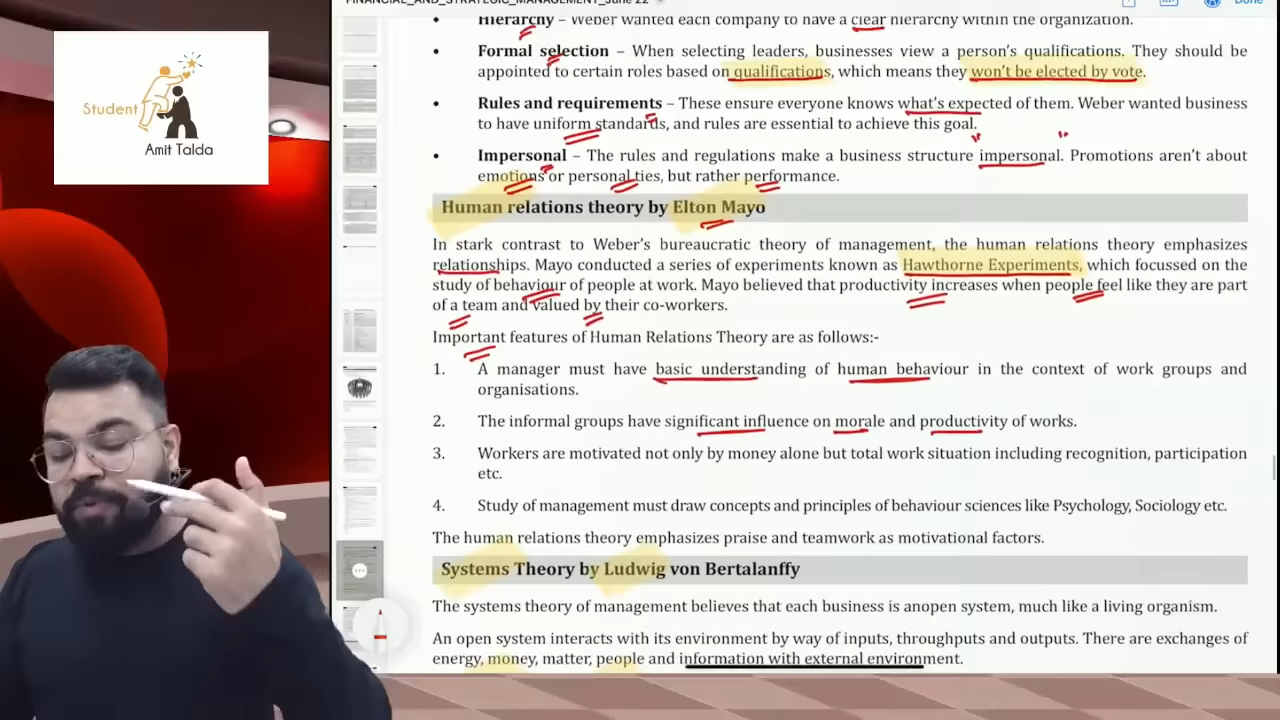 FINANCIAL_AND_STRATEGIC_MANAGEMENT_June 22
Done
Student
Amit Talda
• Hierarchy – Weber wanted each company to have a clear hierarchy within the organization.
• Formal selection – When selecting leaders, businesses view a person's qualifications. They should be
appointed to certain roles based on qualifications, which means they won't be elected by vote.
• Rules and requirements – These ensure everyone knows what's expected of them. Weber wanted business
to have uniform standards, and rules are essential to achieve this goal.
• Impersonal – The rules and regulations make a business structure impersonal. Promotions aren't about
emotions or personal ties, but rather performance.
Human relations theory by Elton Mayo
In stark contrast to Weber's bureaucratic theory of management, the human relations theory emphasizes
relationships. Mayo conducted a series of experiments known as Hawthorne Experiments, which focussed on the
study of behaviour of people at work. Mayo believed that productivity increases when people feel like they are part
of a team and valued by their co-workers.
Important features of Human Relations Theory are as follows:-
1. A manager must have basic understanding of human behaviour in the context of work groups and
organisations.
2. The informal groups have significant influence on morale and productivity of works.
3. Workers are motivated not only by money alone but total work situation including recognition, participation
etc.
4. Study of management must draw concepts and principles of behaviour sciences like Psychology, Sociology etc.
The human relations theory emphasizes praise and teamwork as motivational factors.
Systems Theory by Ludwig von Bertalanffy
The systems theory of management believes that each business is anopen system, much like a living organism.
An open system interacts with its environment by way of inputs, throughputs and outputs. There are exchanges of
energy, money, matter, people and information with external environment.